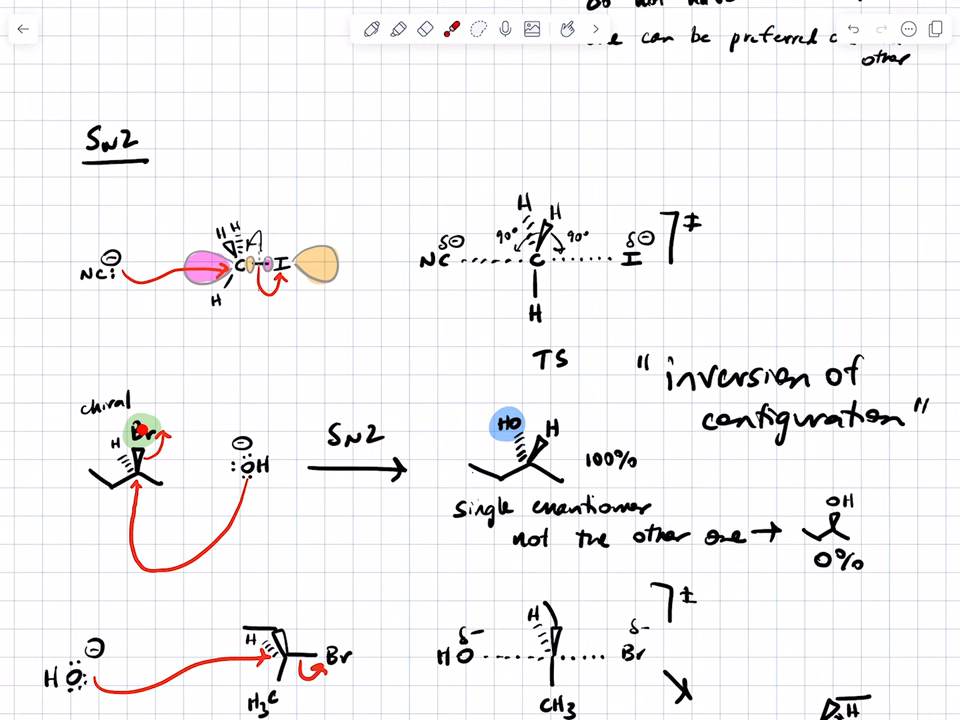 can be preferred
other
SN2
H H
NC: ⊖ C I
H
H H
90° 90°
δ⊖ δ⊖
NC C I ‡
H
TS
"inversion of
configuration"
chiral
H Br
⊖
:OH
SN2
HO H
100%
single enantiomer
not the other one →
OH
0%
H
HO: ⊖
Br
H3C
H ‡
δ- δ-
HO Br
CH3
H